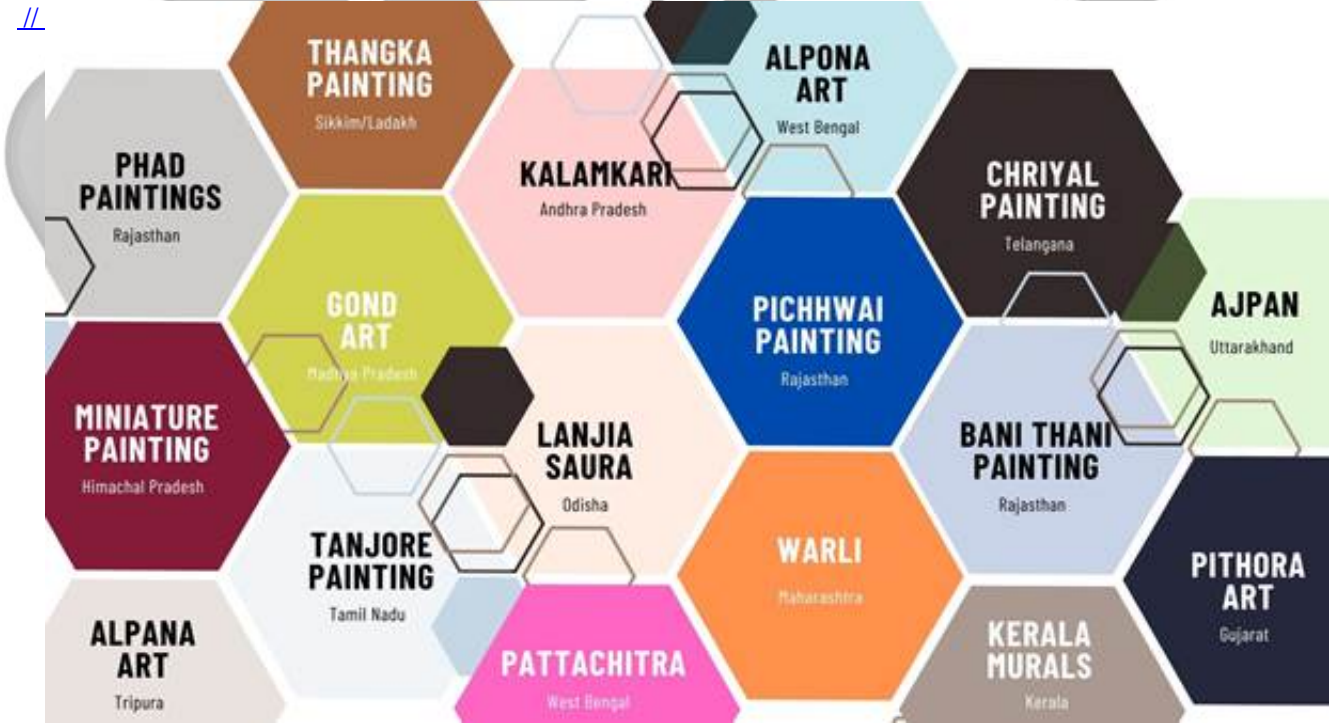 //
THANGKA
PAINTING
Sikkim/Ladakh
ALPONA
ART
West Bengal
PHAD
PAINTINGS
Rajasthan
KALAMKARI
Andhra Pradesh
CHRIYAL
PAINTING
Telangana
GOND
ART
Madhya Pradesh
PICHHWAI
PAINTING
Rajasthan
AJPAN
Uttarakhand
MINIATURE
PAINTING
Himachal Pradesh
LANJIA
SAURA
Odisha
BANI THANI
PAINTING
Rajasthan
TANJORE
PAINTING
Tamil Nadu
WARLI
Maharashtra
PITHORA
ART
Gujarat
ALPANA
ART
Tripura
PATTACHITRA
West Bengal
KERALA
MURALS
Kerala